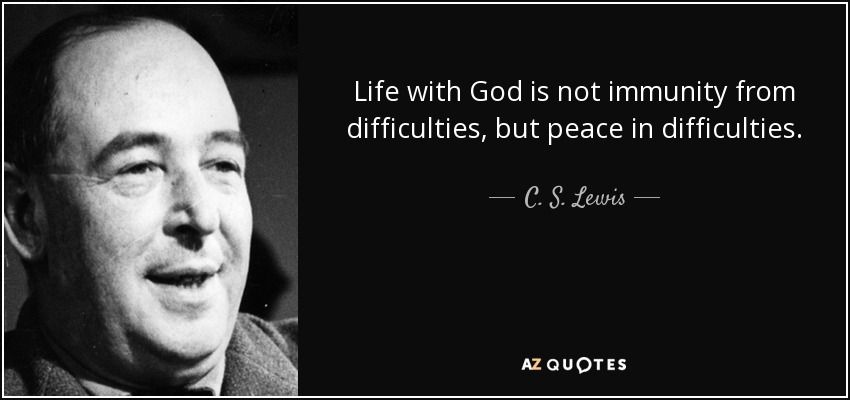 Life with God is not immunity from
difficulties, but peace in difficulties.
C. S. Lewis
AZ QUOTES